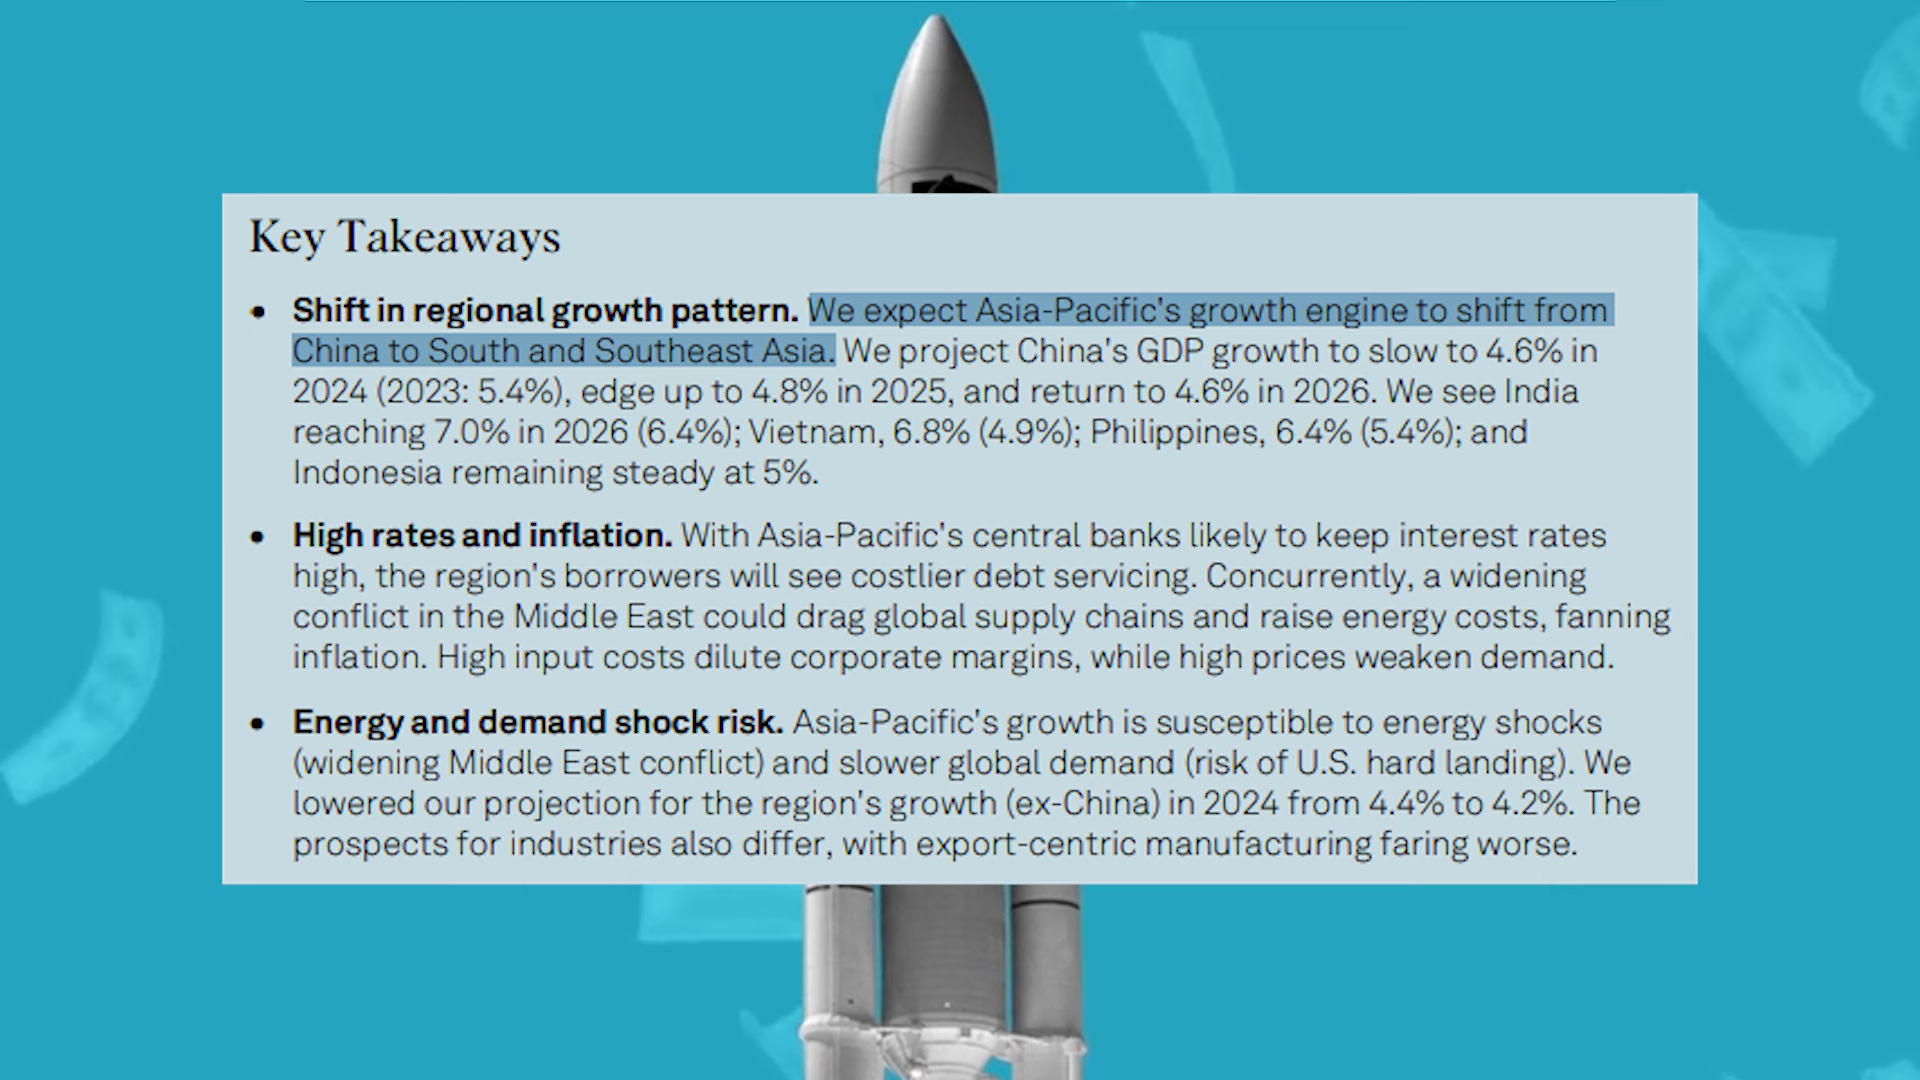 Key Takeaways
• Shift in regional growth pattern. We expect Asia-Pacific's growth engine to shift from
China to South and Southeast Asia. We project China's GDP growth to slow to 4.6% in
2024 (2023: 5.4%), edge up to 4.8% in 2025, and return to 4.6% in 2026. We see India
reaching 7.0% in 2026 (6.4%); Vietnam, 6.8% (4.9%); Philippines, 6.4% (5.4%); and
Indonesia remaining steady at 5%.
• High rates and inflation. With Asia-Pacific's central banks likely to keep interest rates
high, the region's borrowers will see costlier debt servicing. Concurrently, a widening
conflict in the Middle East could drag global supply chains and raise energy costs, fanning
inflation. High input costs dilute corporate margins, while high prices weaken demand.
• Energy and demand shock risk. Asia-Pacific's growth is susceptible to energy shocks
(widening Middle East conflict) and slower global demand (risk of U.S. hard landing). We
lowered our projection for the region's growth (ex-China) in 2024 from 4.4% to 4.2%. The
prospects for industries also differ, with export-centric manufacturing faring worse.